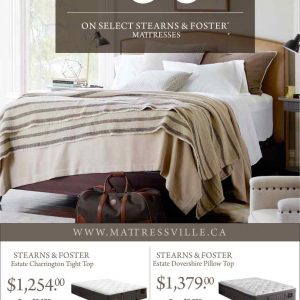 ON SELECT STEARNS & FOSTER®
MATTRESSES
WWW.MATTRESSVILLE.CA
STEARNS & FOSTER
Estate Charrington Tight Top
$1,254.00
STEARNS & FOSTER
Estate Dovershire Pillow Top
$1,379.00